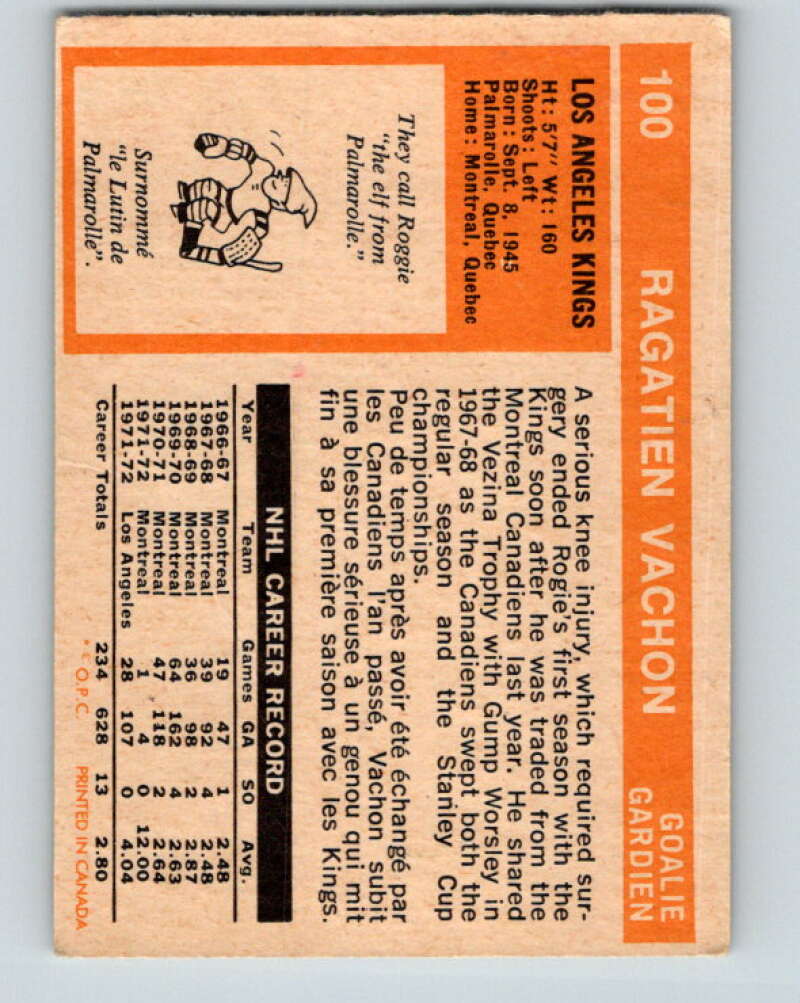 100 RAGATIEN VACHON
GOALIE
GARDIEN
LOS ANGELES KINGS
Ht: 5'7" Wt: 160
Shoots: Left
Born: Sept. 8, 1945
Palmarolle, Quebec
Home: Montreal, Quebec
They call Roggie
"the elf from
Palmarolle."
Surnommé
"le Lutin de
Palmarolle".
A serious knee injury, which required sur-
gery ended Rogie's first season with the
Kings soon after he was traded from the
Montreal Canadiens last year. He shared
the Vezina Trophy with Gump Worsley in
1967-68 as the Canadiens swept both the
regular season and the Stanley Cup
championships.
Peu de temps après avoir été échangé par
les Canadiens l'an passé, Vachon subit
une blessure sérieuse à un genou qui mit
fin à sa première saison avec les Kings.
NHL CAREER RECORD
Year Team Games GA SO Avg.
1966-67 Montreal 19 47 1 2.48
1967-68 Montreal 39 92 4 2.48
1968-69 Montreal 36 98 2 2.87
1969-70 Montreal 64 162 4 2.63
1970-71 Montreal 47 118 2 2.64
1971-72 Montreal 1 4 0 12.00
1971-72 Los Angeles 28 107 0 4.04
Career Totals 234 628 13 2.80
* © O.P.C. PRINTED IN CANADA